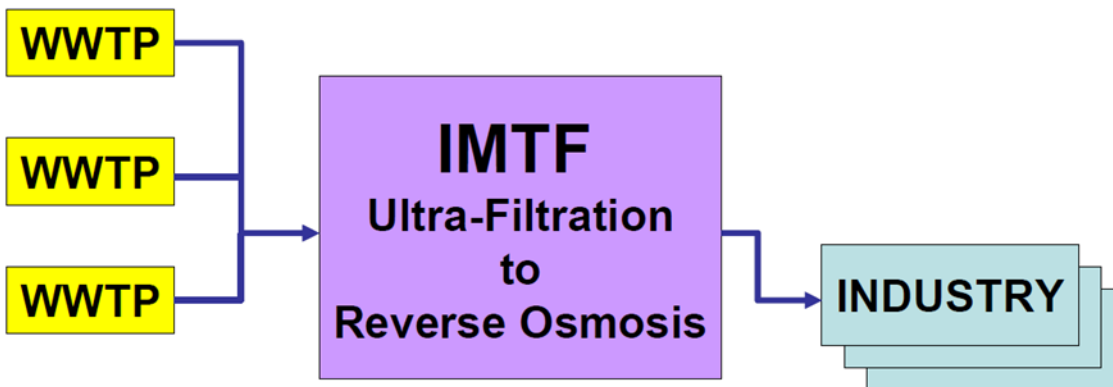 WWTP
WWTP
WWTP
IMTF
Ultra-Filtration
to
Reverse Osmosis
INDUSTRY